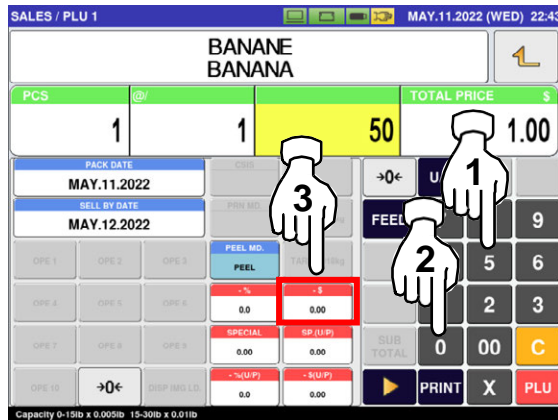 SALES / PLU 1
MAY.11.2022 (WED) 22:43
BANANE
BANANA
PCS
@/
TOTAL PRICE $
1
1
50
1.00
PACK DATE
MAY.11.2022
SELL BY DATE
MAY.12.2022
PRN MD.
PEEL MD.
PEEL
OPE 1
OPE 2
OPE 3
OPE 4
OPE 5
OPE 6
OPE 7
OPE 8
OPE 9
OPE 10
→0←
DISP IMG LD.
- %
0.0
- $
0.00
SPECIAL
0.00
SP.(U/P)
0.00
- %(U/P)
0.0
- $(U/P)
0.00
→0←
FEED
9
5
6
2
3
SUB TOTAL
0
00
C
PRINT
X
PLU
1
2
3
Capacity 0-15lb x 0.005lb 15-30lb x 0.01lb